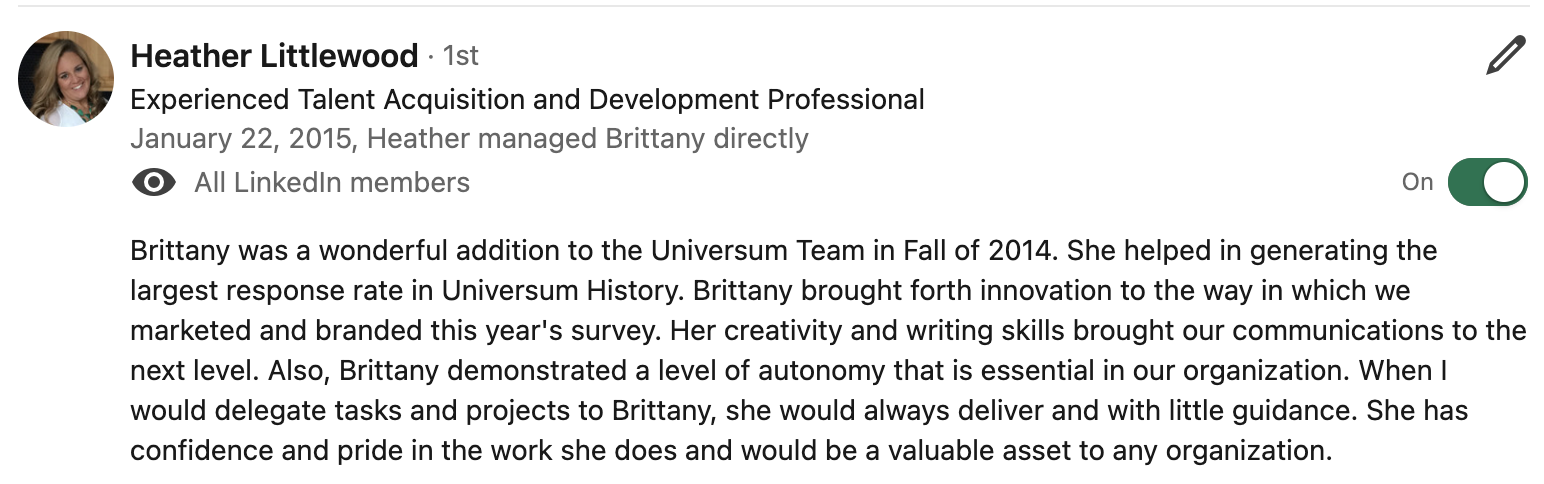 Heather Littlewood · 1st
Experienced Talent Acquisition and Development Professional
January 22, 2015, Heather managed Brittany directly
All LinkedIn members
On
Brittany was a wonderful addition to the Universum Team in Fall of 2014. She helped in generating the
largest response rate in Universum History. Brittany brought forth innovation to the way in which we
marketed and branded this year's survey. Her creativity and writing skills brought our communications to the
next level. Also, Brittany demonstrated a level of autonomy that is essential in our organization. When I
would delegate tasks and projects to Brittany, she would always deliver and with little guidance. She has
confidence and pride in the work she does and would be a valuable asset to any organization.